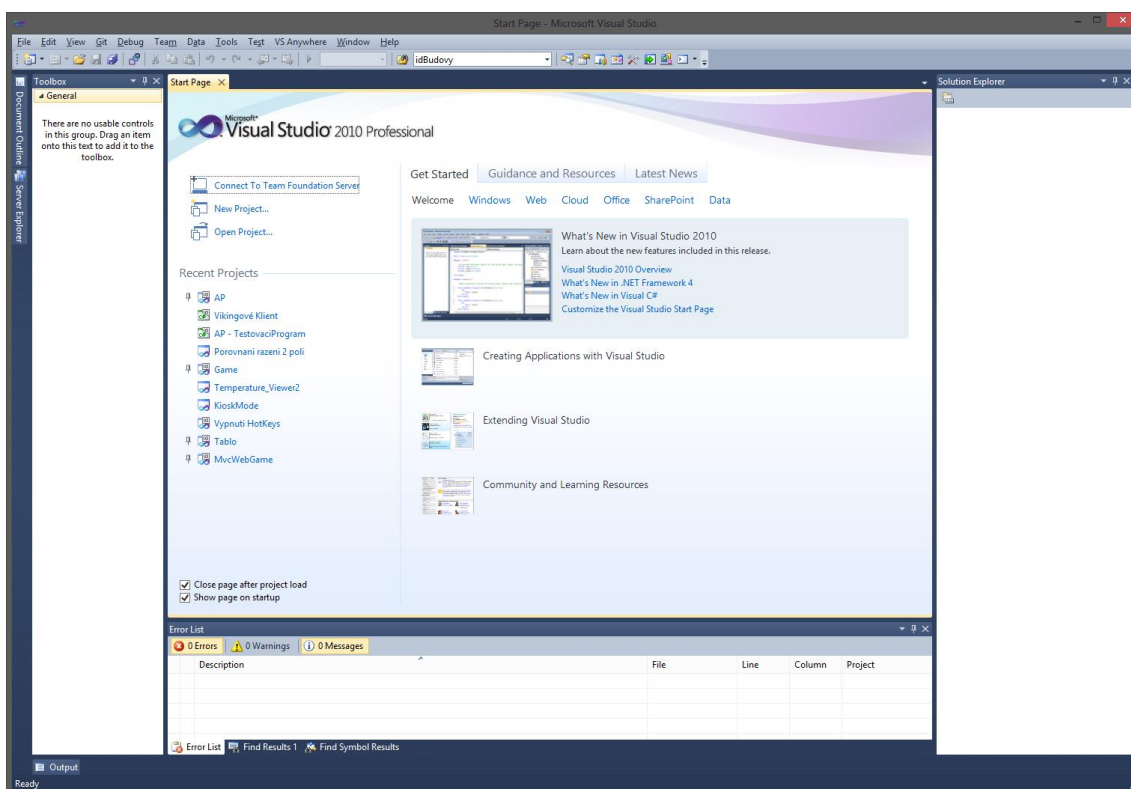 Start Page - Microsoft Visual Studio
File Edit View Git Debug Team Data Tools Test VS Anywhere Window Help
idBudovy
Document Outline
Server Explorer
Toolbox
General
There are no usable controls
in this group. Drag an item
onto this text to add it to the
toolbox.
Start Page
Microsoft®
Visual Studio® 2010 Professional
Connect To Team Foundation Server
New Project...
Open Project...
Recent Projects
AP
Vikingové Klient
AP - TestovaciProgram
Porovnani razeni 2 poli
Game
Temperature_Viewer2
KioskMode
Vypnuti HotKeys
Tablo
MvcWebGame
Close page after project load
Show page on startup
Get Started Guidance and Resources Latest News
Welcome Windows Web Cloud Office SharePoint Data
What's New in Visual Studio 2010
Learn about the new features included in this release.
Visual Studio 2010 Overview
What's New in .NET Framework 4
What's New in Visual C#
Customize the Visual Studio Start Page
Creating Applications with Visual Studio
Extending Visual Studio
Community and Learning Resources
Solution Explorer
Error List
0 Errors 0 Warnings 0 Messages
Description File Line Column Project
Error List Find Results 1 Find Symbol Results
Output
Ready